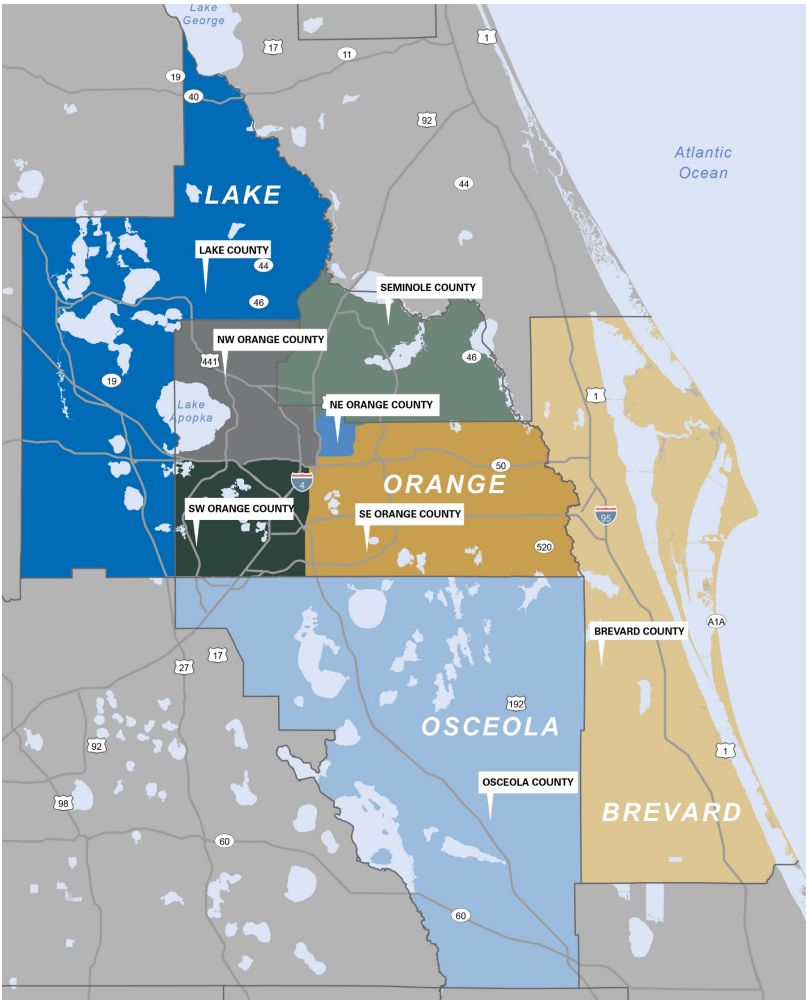 Lake
George
17
11
1
19
40
92
Atlantic
Ocean
44
LAKE
LAKE COUNTY
44
SEMINOLE COUNTY
46
NW ORANGE COUNTY
441
46
19
1
Lake
Apopka
NE ORANGE COUNTY
50
4
ORANGE
SW ORANGE COUNTY
SE ORANGE COUNTY
95
520
A1A
BREVARD COUNTY
17
27
192
OSCEOLA
92
1
OSCEOLA COUNTY
98
BREVARD
60
60